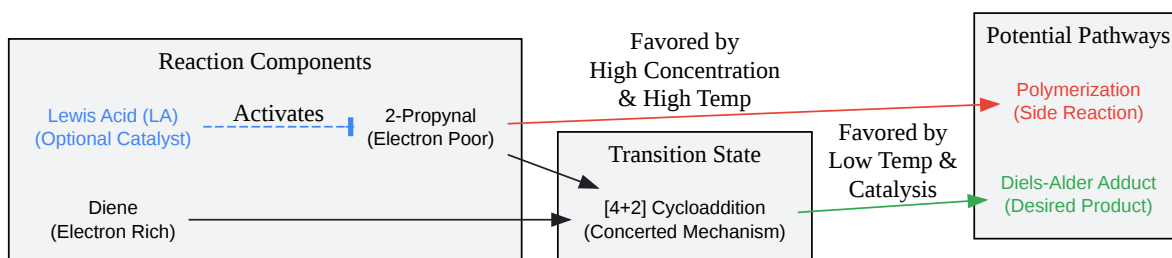 Reaction Components
Lewis Acid (LA)
(Optional Catalyst)
Activates
2-Propynal
(Electron Poor)
Diene
(Electron Rich)
Favored by
High Concentration
& High Temp
Transition State
[4+2] Cycloaddition
(Concerted Mechanism)
Favored by
Low Temp &
Catalysis
Potential Pathways
Polymerization
(Side Reaction)
Diels-Alder Adduct
(Desired Product)